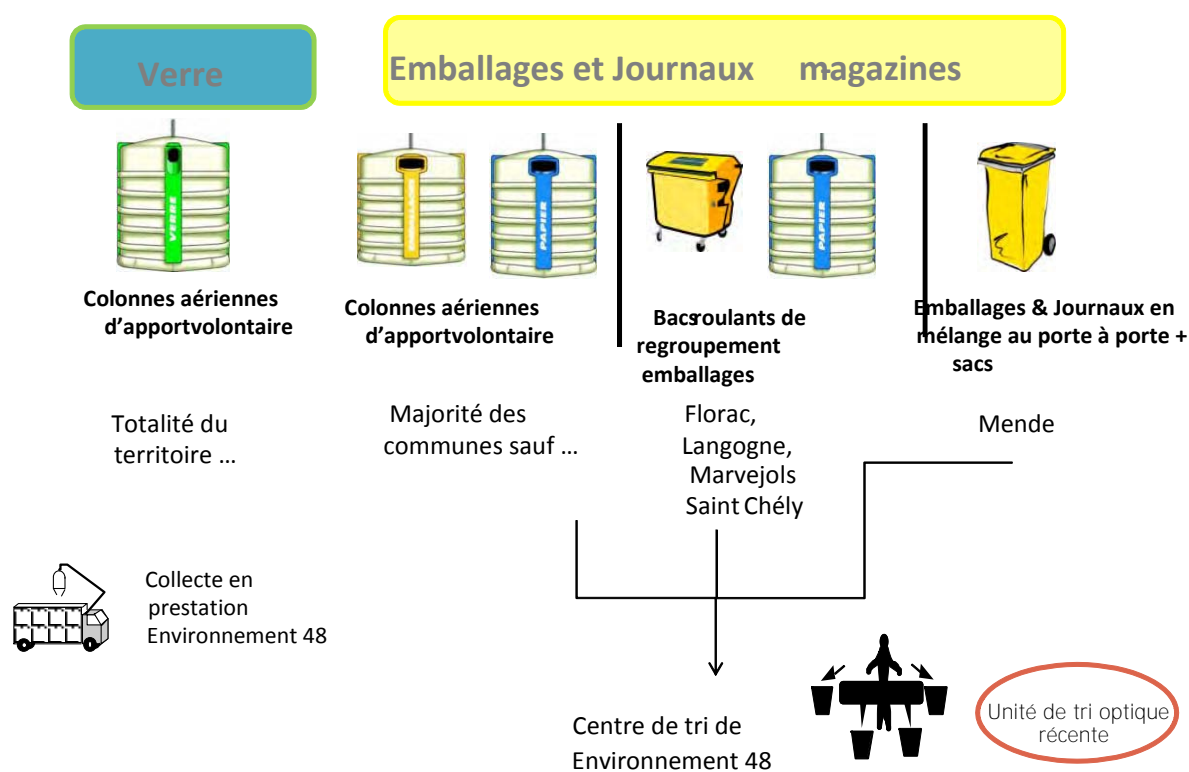 Verre
Emballages et Journaux magazines
VERRE
EMBALLAGE
PAPIER
PAPIER
Colonnes aériennes
d’apportvolontaire
Colonnes aériennes
d’apportvolontaire
Bacsroulants de
regroupement
emballages
Emballages & Journaux en
mélange au porte à porte +
sacs
Totalité du
territoire …
Majorité des
communes sauf …
Florac,
Langogne,
Marvejols
Saint Chély
Mende
Collecte en
prestation
Environnement 48
Centre de tri de
Environnement 48
Unité de tri optique
récente